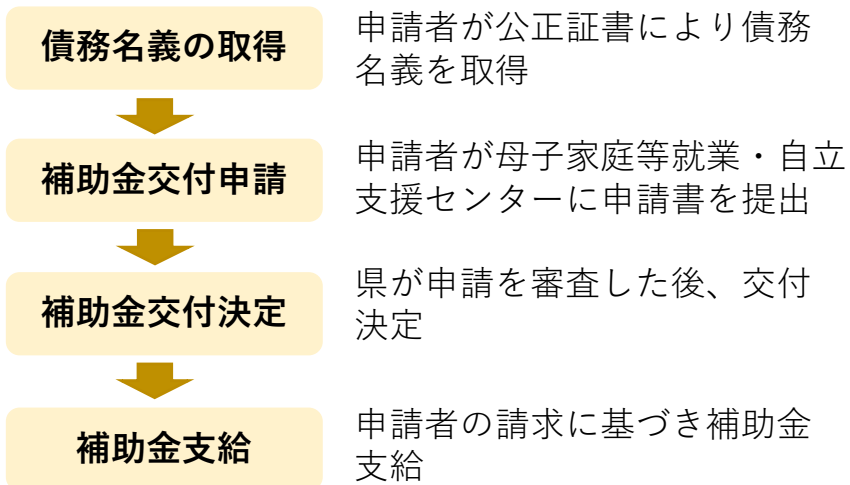 債務名義の取得
申請者が公正証書により債務
名義を取得
補助金交付申請
申請者が母子家庭等就業・自立
支援センターに申請書を提出
補助金交付決定
県が申請を審査した後、交付
決定
補助金支給
申請者の請求に基づき補助金
支給